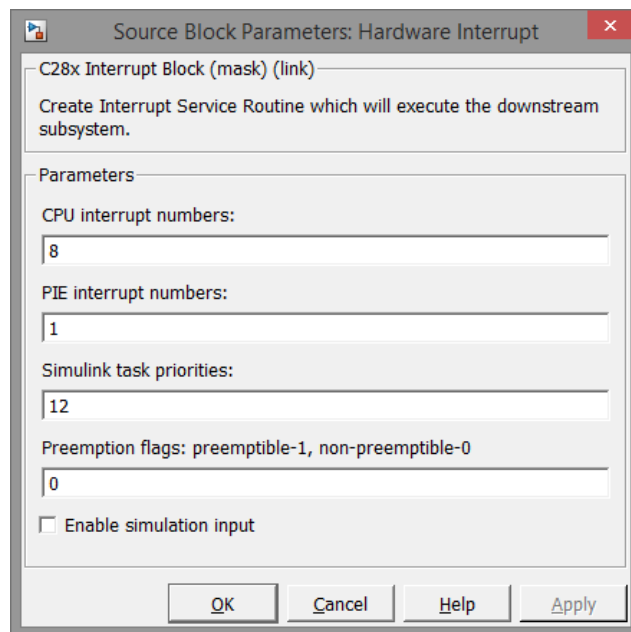 Source Block Parameters: Hardware Interrupt
C28x Interrupt Block (mask) (link)
Create Interrupt Service Routine which will execute the downstream
subsystem.
Parameters
CPU interrupt numbers:
8
PIE interrupt numbers:
1
Simulink task priorities:
12
Preemption flags: preemptible-1, non-preemptible-0
0
Enable simulation input
OK Cancel Help Apply